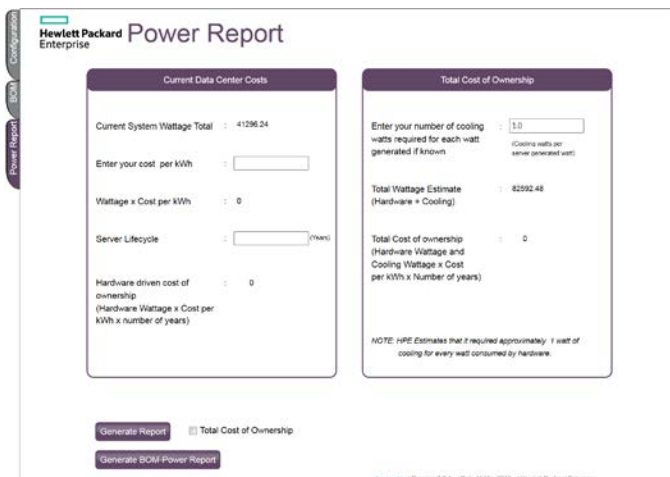 Configuration
BOM
Power Report
Hewlett Packard
Enterprise
Power Report
Current Data Center Costs
Current System Wattage Total : 41296.24
Enter your cost per kWh :
Wattage x Cost per kWh : 0
Server Lifecycle : (Years)
Hardware driven cost of : 0
ownership
(Hardware Wattage x Cost per
kWh x number of years)
Total Cost of Ownership
Enter your number of cooling : 1.0
watts required for each watt
generated if known
(Cooling watts per
server generated watt)
Total Wattage Estimate : 82592.48
(Hardware + Cooling)
Total Cost of ownership : 0
(Hardware Wattage and
Cooling Wattage x Cost
per kWh x Number of years)
NOTE: HPE Estimates that it required approximately 1 watt of
cooling for every watt consumed by hardware.
Generate Report
Total Cost of Ownership
Generate BOM-Power Report